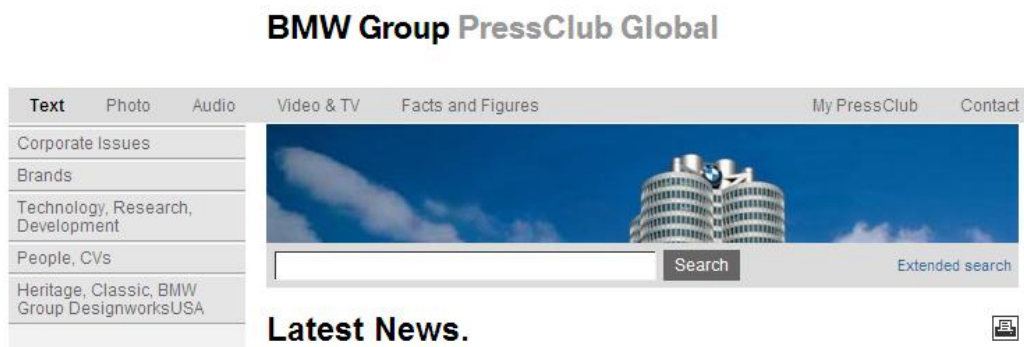 BMW Group PressClub Global
Text Photo Audio Video & TV Facts and Figures My PressClub Contact
Corporate Issues
Brands
Technology, Research,
Development
People, CVs
Heritage, Classic, BMW
Group DesignworksUSA
Search Extended search
Latest News.